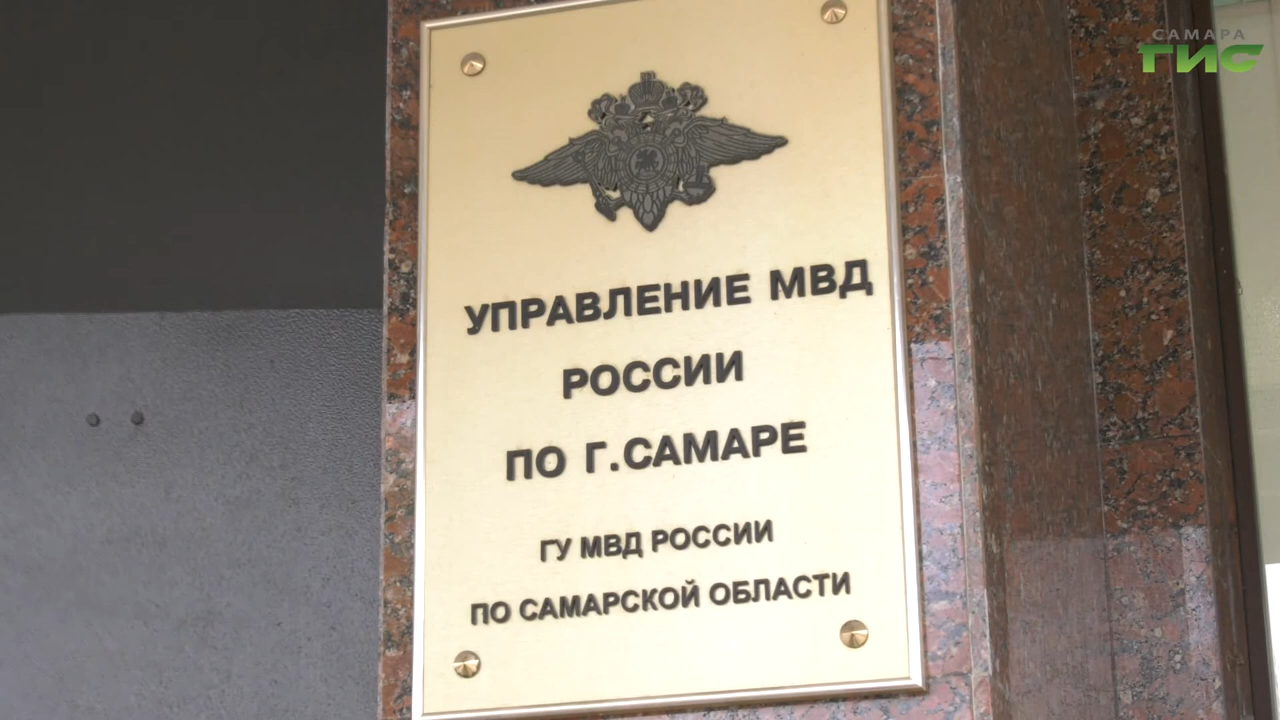 САМАРА
ГИС
УПРАВЛЕНИЕ МВД
РОССИИ
ПО Г.САМАРЕ
ГУ МВД РОССИИ
ПО САМАРСКОЙ ОБЛАСТИ